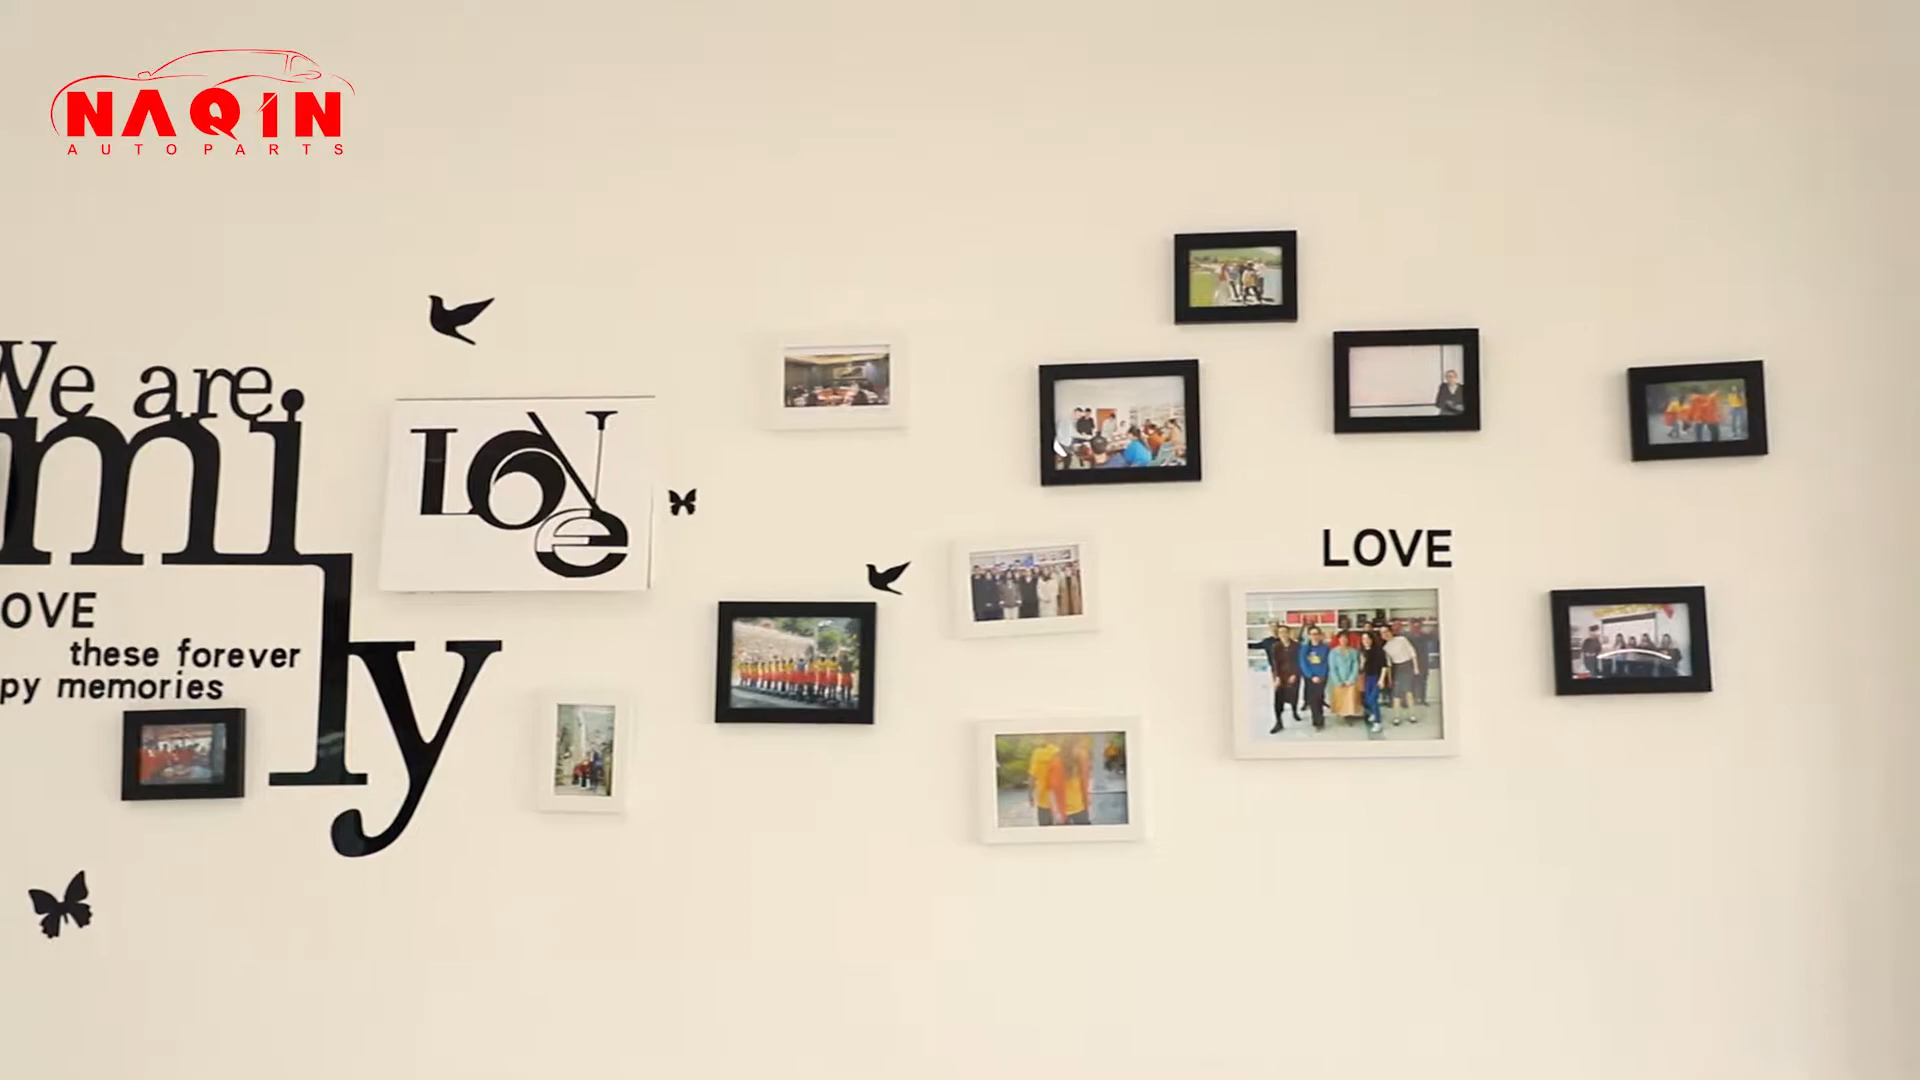 NAQIN
AUTOPARTS
We are
mi
ly
LOVe
OVE
these forever
py memories
LOVE